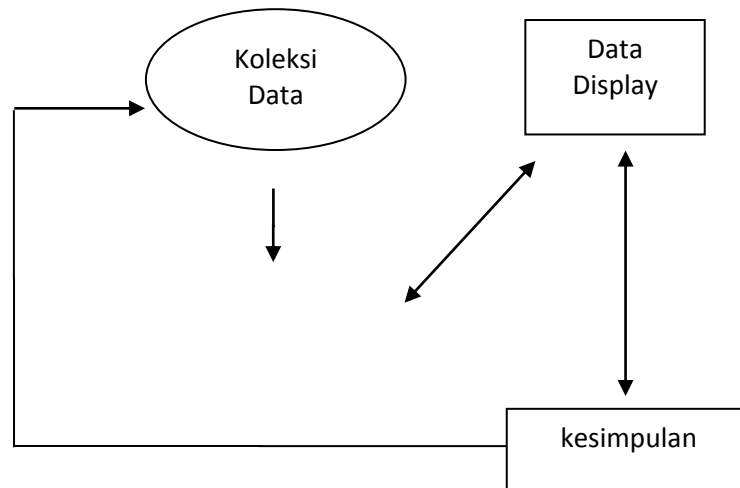 Koleksi
Data
Data
Display
kesimpulan